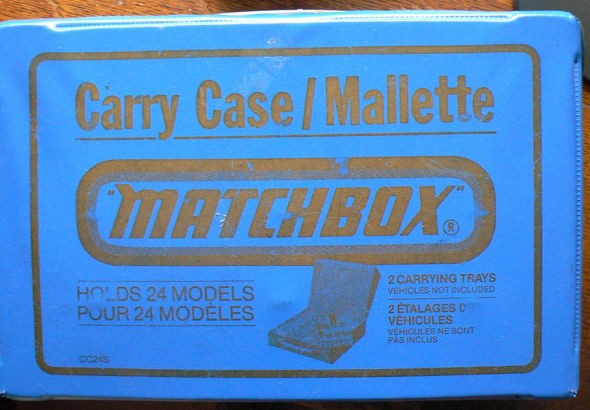 Carry Case / Mallette
"MATCHBOX"®
HOLDS 24 MODELS
POUR 24 MODÈLES
2 CARRYING TRAYS
VEHICLES NOT INCLUDED
2 ÉTALAGES D
VÉHICULES
VÉHICULES NE SONT
PAS INCLUS
CC24S